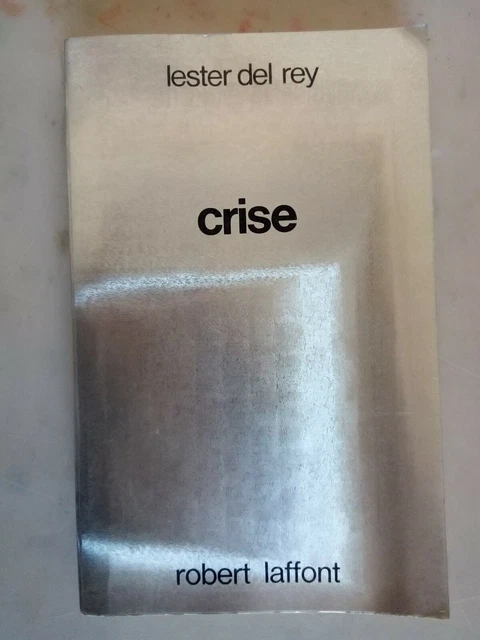 lester del rey
crise
robert laffont